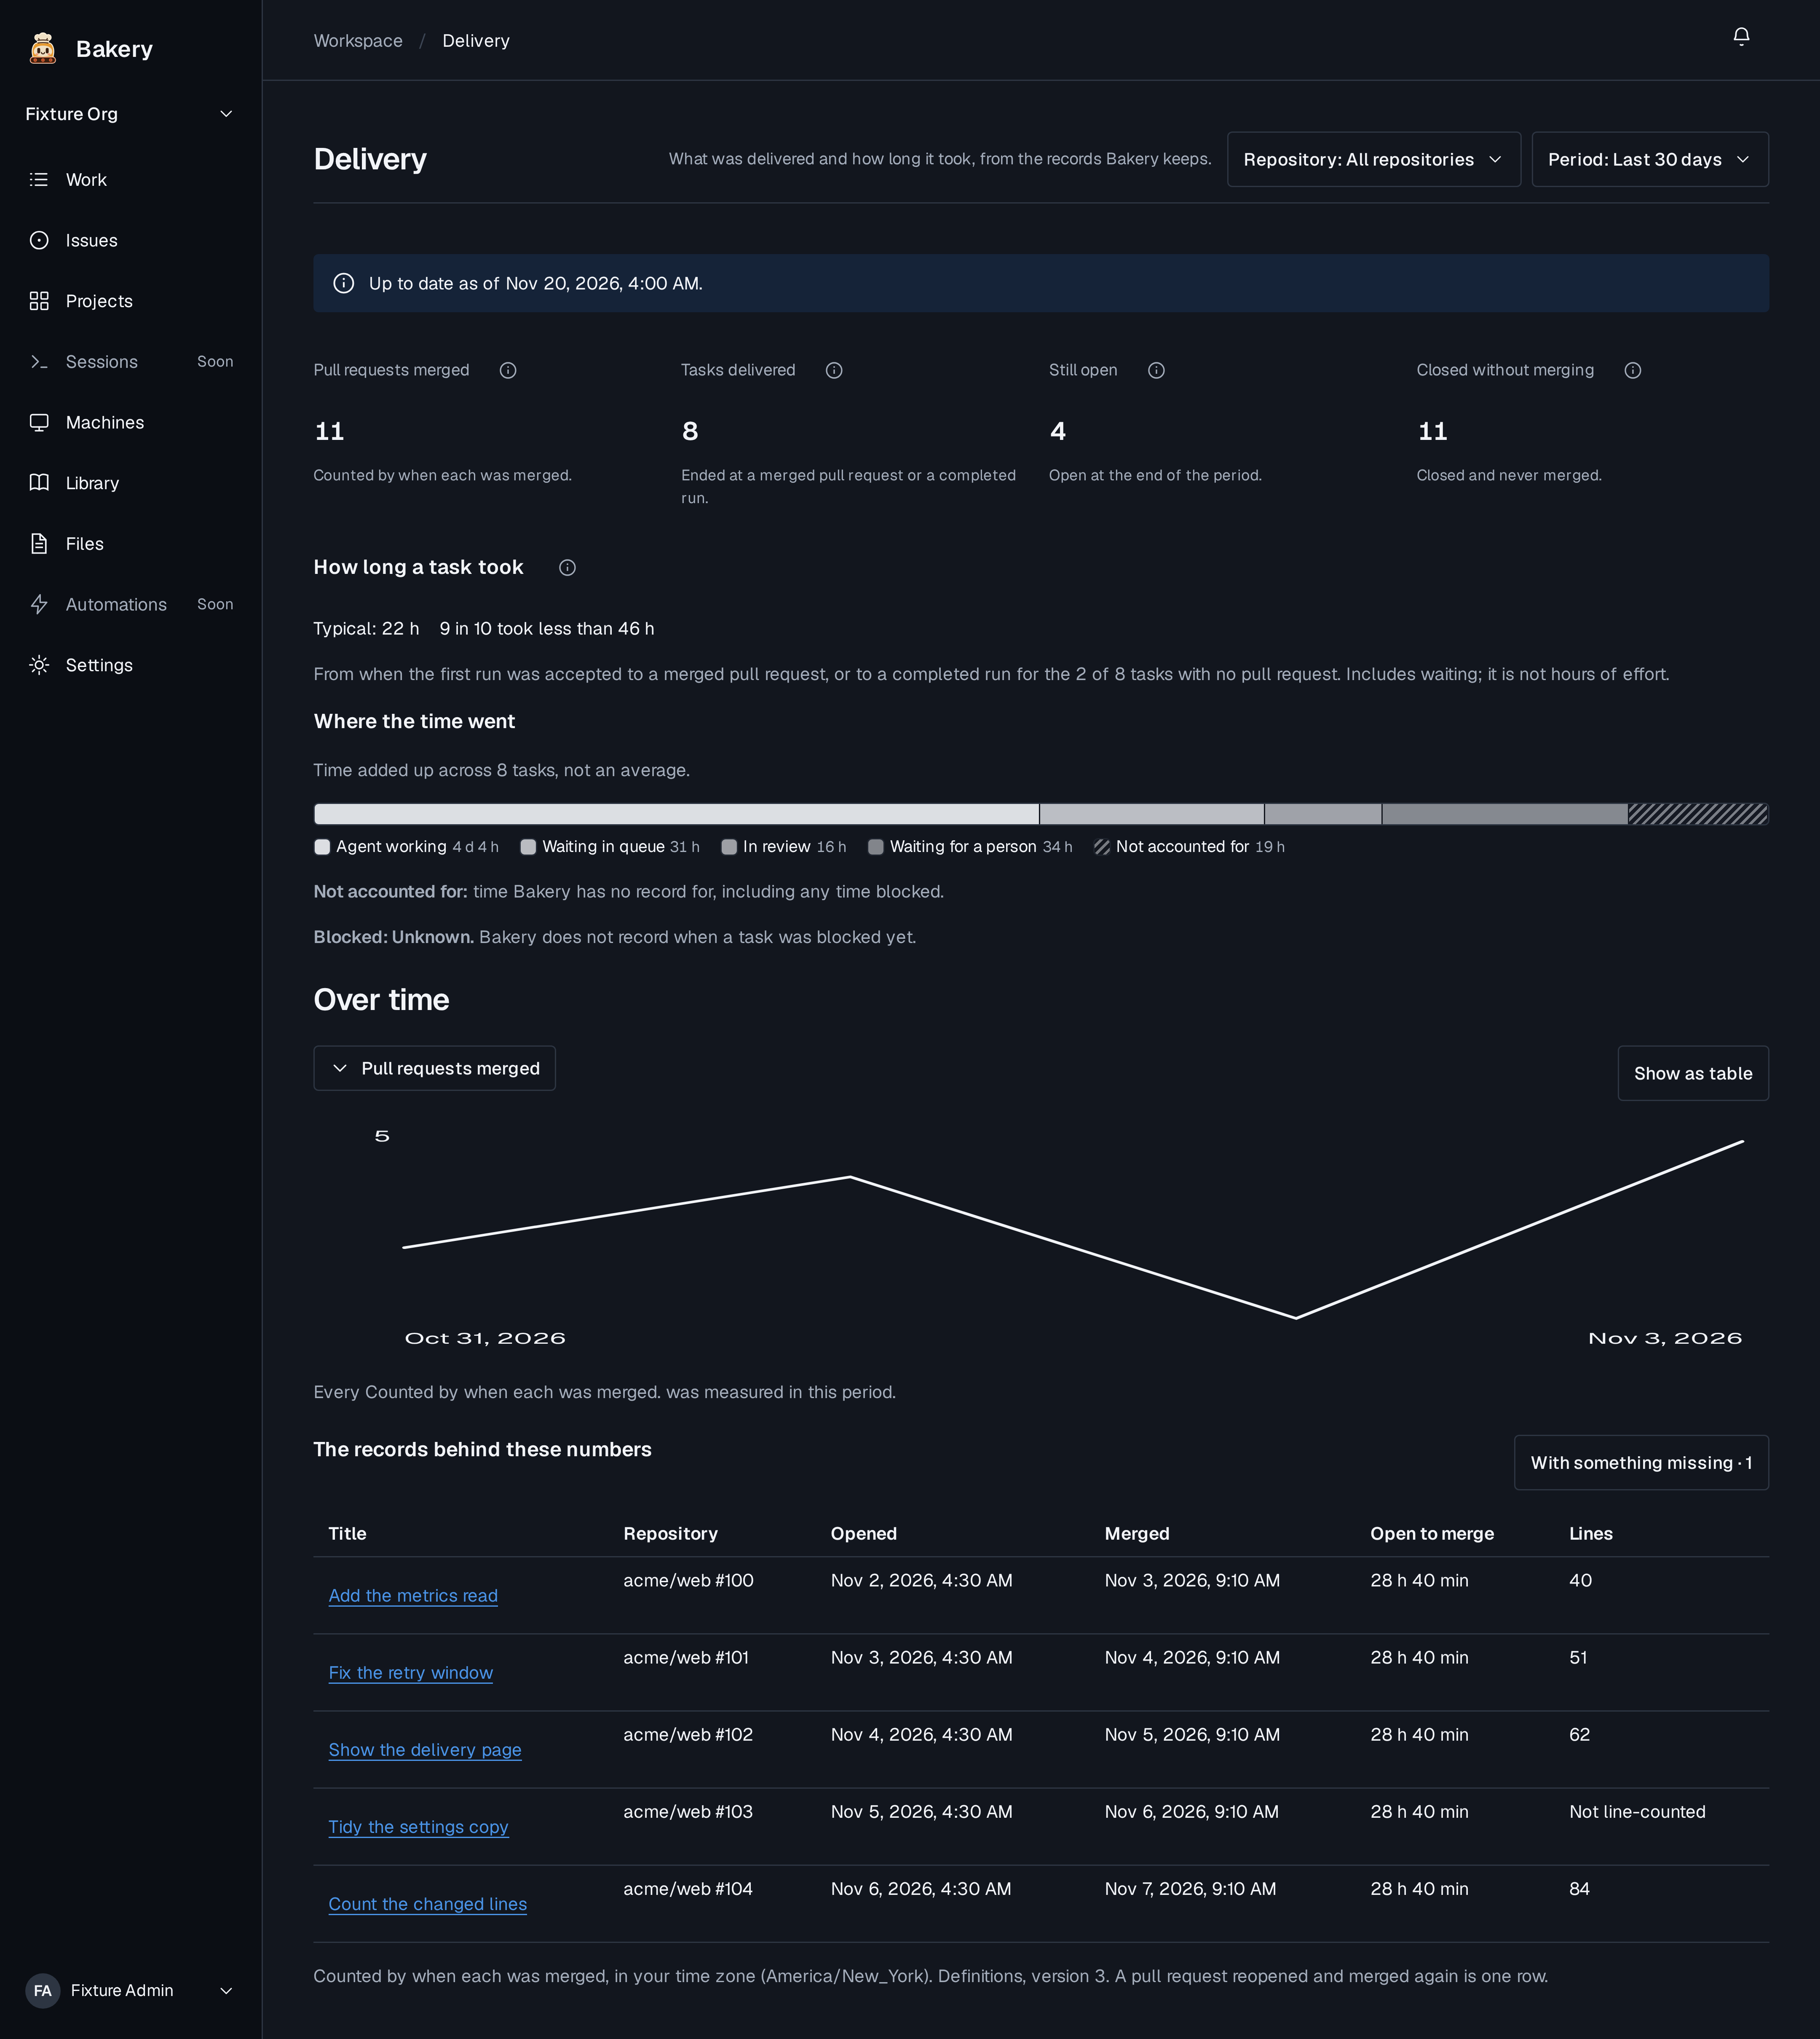 Bakery
Fixture Org
Work
Issues
Projects
Sessions Soon
Machines
Library
Files
Automations Soon
Settings
FA Fixture Admin
Workspace / Delivery
Delivery
What was delivered and how long it took, from the records Bakery keeps.
Repository: All repositories
Period: Last 30 days
Up to date as of Nov 20, 2026, 4:00 AM.
Pull requests merged
11
Counted by when each was merged.
Tasks delivered
8
Ended at a merged pull request or a completed
run.
Still open
4
Open at the end of the period.
Closed without merging
11
Closed and never merged.
How long a task took
Typical: 22 h 9 in 10 took less than 46 h
From when the first run was accepted to a merged pull request, or to a completed run for the 2 of 8 tasks with no pull request. Includes waiting; it is not hours of effort.
Where the time went
Time added up across 8 tasks, not an average.
Agent working 4 d 4 h Waiting in queue 31 h In review 16 h Waiting for a person 34 h Not accounted for 19 h
Not accounted for: time Bakery has no record for, including any time blocked.
Blocked: Unknown. Bakery does not record when a task was blocked yet.
Over time
Pull requests merged
Show as table
5
Oct 31, 2026 Nov 3, 2026
Every Counted by when each was merged. was measured in this period.
The records behind these numbers
With something missing · 1
Title Repository Opened Merged Open to merge Lines
Add the metrics read acme/web #100 Nov 2, 2026, 4:30 AM Nov 3, 2026, 9:10 AM 28 h 40 min 40
Fix the retry window acme/web #101 Nov 3, 2026, 4:30 AM Nov 4, 2026, 9:10 AM 28 h 40 min 51
Show the delivery page acme/web #102 Nov 4, 2026, 4:30 AM Nov 5, 2026, 9:10 AM 28 h 40 min 62
Tidy the settings copy acme/web #103 Nov 5, 2026, 4:30 AM Nov 6, 2026, 9:10 AM 28 h 40 min Not line-counted
Count the changed lines acme/web #104 Nov 6, 2026, 4:30 AM Nov 7, 2026, 9:10 AM 28 h 40 min 84
Counted by when each was merged, in your time zone (America/New_York). Definitions, version 3. A pull request reopened and merged again is one row.